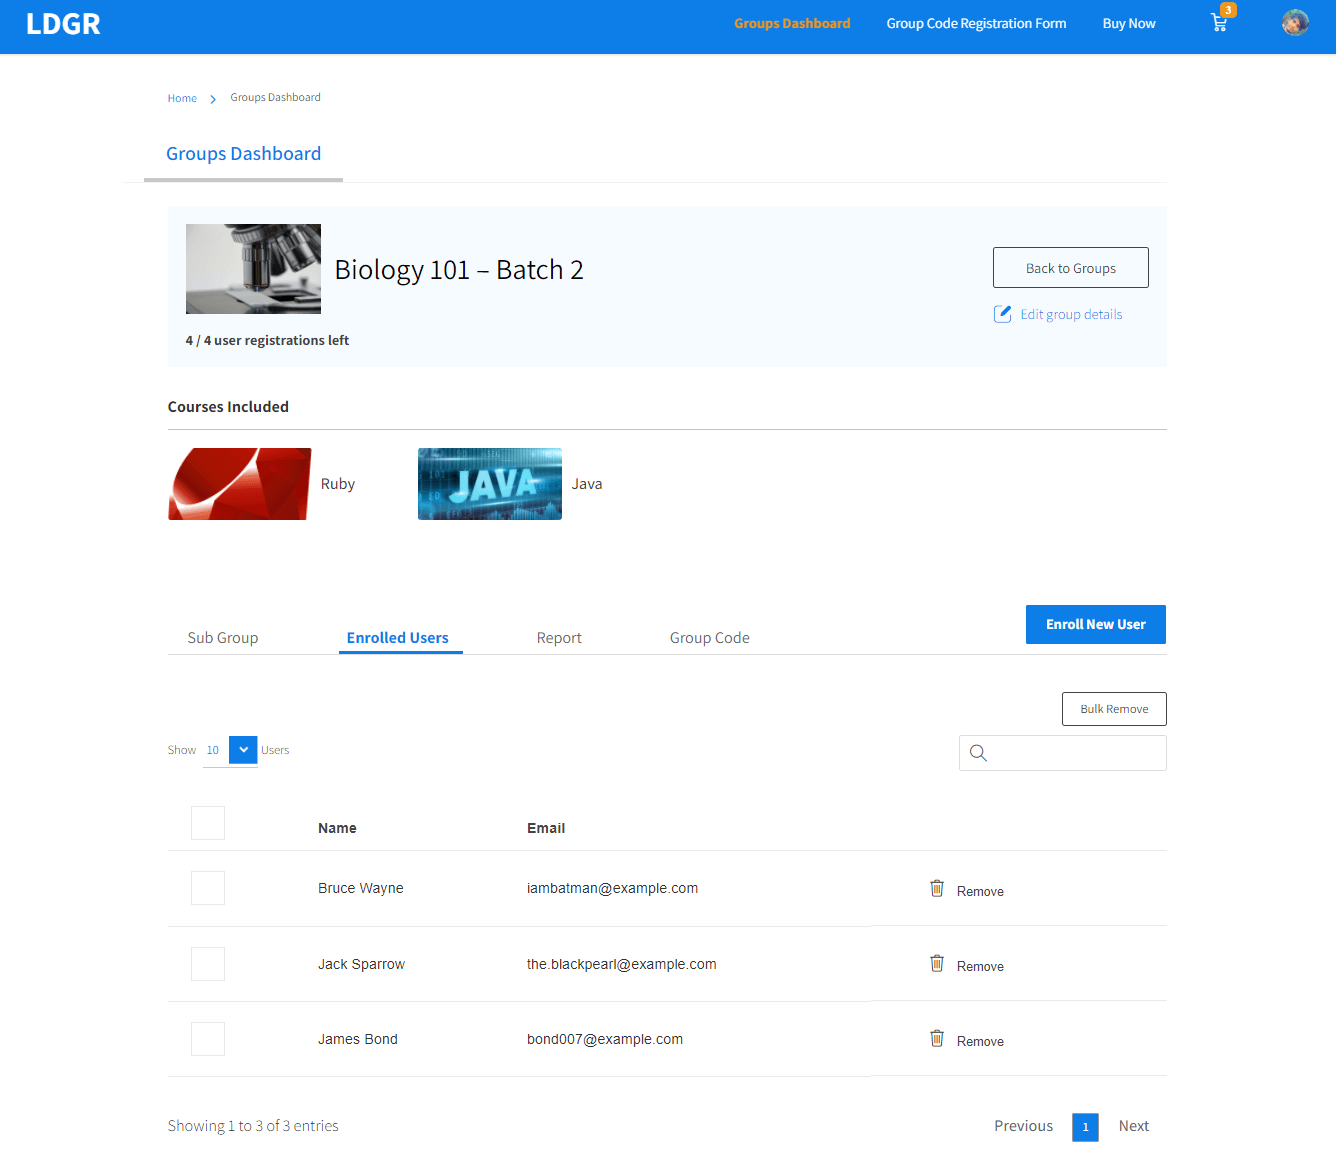 LDGR
Groups Dashboard
Group Code Registration Form
Buy Now
3
Home
Groups Dashboard
Groups Dashboard
Biology 101 – Batch 2
Back to Groups
Edit group details
4 / 4 user registrations left
Courses Included
JAVA
Ruby
Java
Sub Group
Enrolled Users
Report
Group Code
Enroll New User
Bulk Remove
Show 10 Users
Name Email
Bruce Wayne iambatman@example.com Remove
Jack Sparrow the.blackpearl@example.com Remove
James Bond bond007@example.com Remove
Showing 1 to 3 of 3 entries
Previous 1 Next